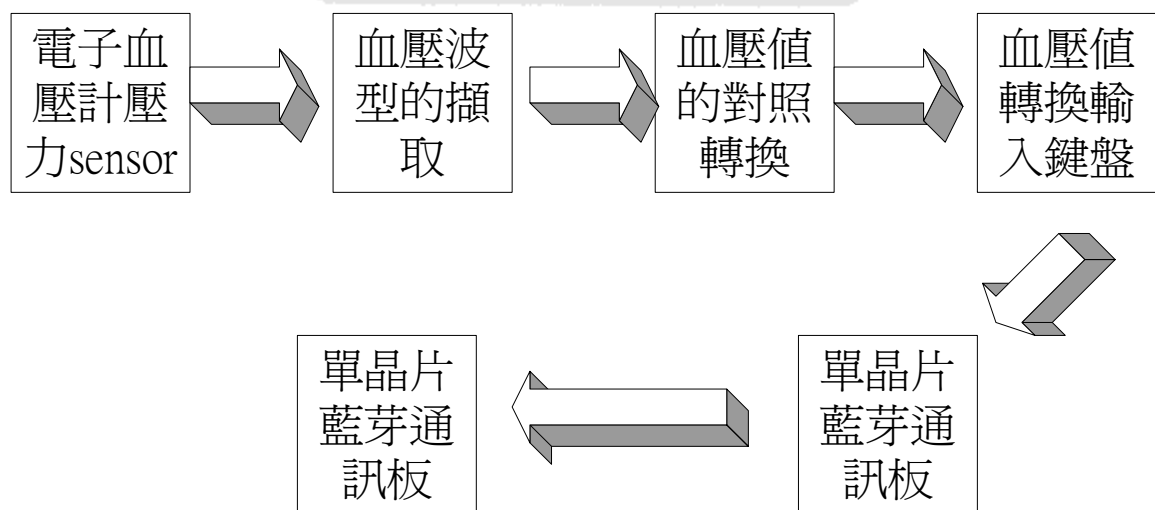 電子血
壓計壓
力sensor
血壓波
型的擷
取
血壓值
的對照
轉換
血壓值
轉換輸
入鍵盤
單晶片
藍芽通
訊板
單晶片
藍芽通
訊板